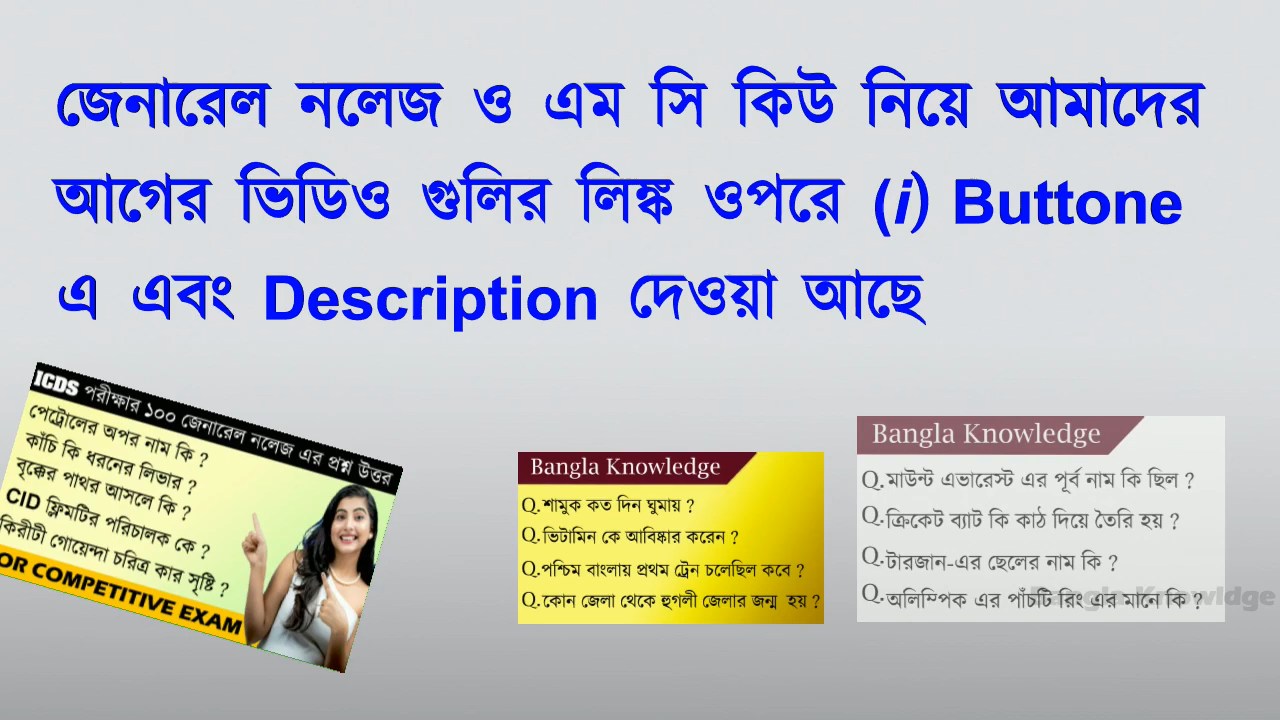 জেনারেল নলেজ ও এম সি কিউ নিয়ে আমাদের
আগের ভিডিও গুলির লিঙ্ক ওপরে (i) Buttone
এ এবং Description দেওয়া আছে
ICDS পরীক্ষার ১০০ জেনারেল নলেজ এর প্রশ্ন উত্তর
পেট্রোলের অপর নাম কি ?
কাঁচি কি ধরনের লিভার ?
বৃক্কের পাথর আসলে কি ?
CID ফ্লিমটির পরিচালক কে ?
কিরীটী গোয়েন্দা চরিত্র কার সৃষ্টি ?
OR COMPETITIVE EXAM
Bangla Knowledge
Q.শামুক কত দিন ঘুমায় ?
Q.ভিটামিন কে আবিষ্কার করেন ?
Q.পশ্চিম বাংলায় প্রথম ট্রেন চলেছিল কবে ?
Q.কোন জেলা থেকে হুগলী জেলার জন্ম হয় ?
Bangla Knowledge
Q.মাউন্ট এভারেস্ট এর পূর্ব নাম কি ছিল ?
Q.ক্রিকেট ব্যাট কি কাঠ দিয়ে তৈরি হয় ?
Q.টারজান-এর ছেলের নাম কি ?
Q.অলিম্পিক এর পাঁচটি রিং এর মানে কি ?
Bangla Knowldge